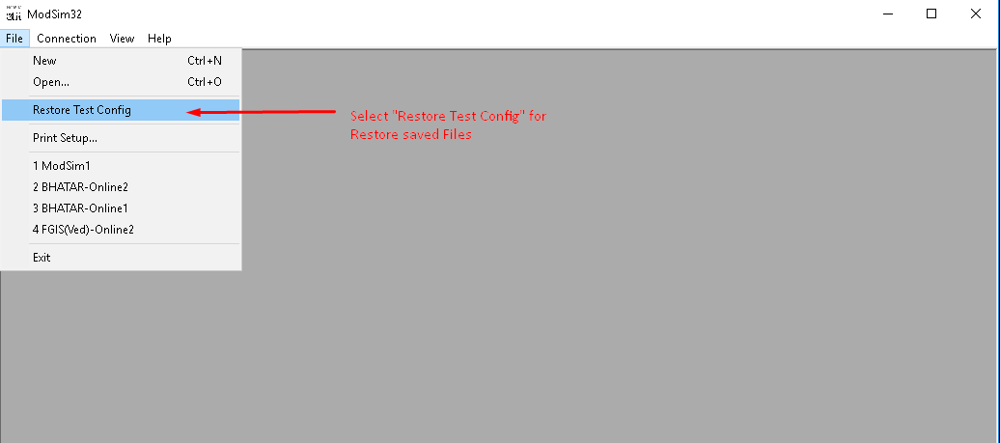 ModSim32
File Connection View Help
New Ctrl+N
Open... Ctrl+O
Restore Test Config
Select "Restore Test Config" for
Restore saved Files
Print Setup...
1 ModSim1
2 BHATAR-Online2
3 BHATAR-Online1
4 FGIS(Ved)-Online2
Exit